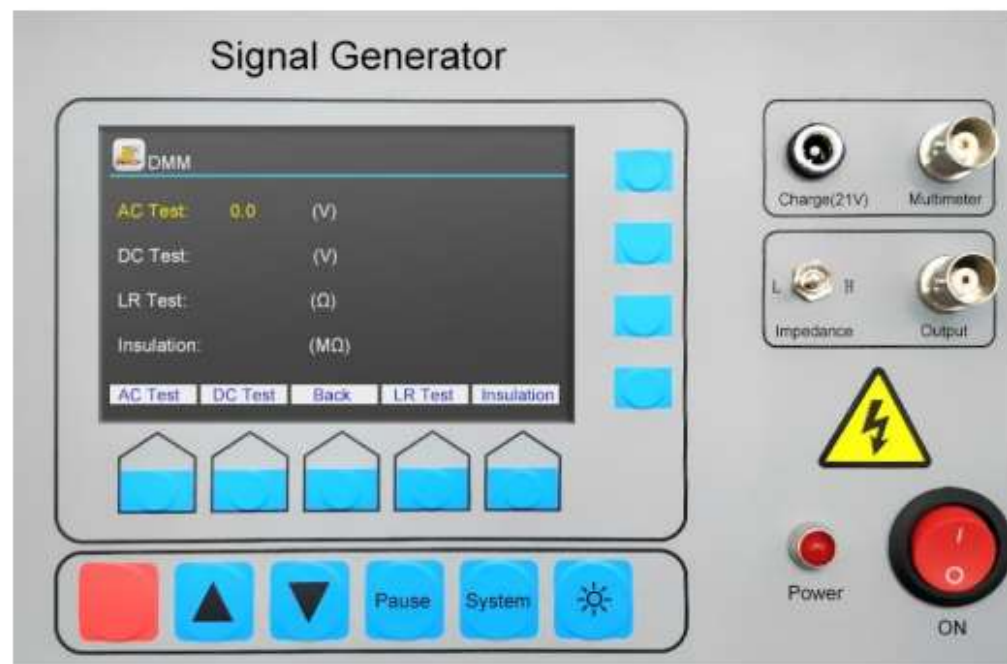 Signal Generator
DMM
AC Test: 0.0 (V)
DC Test: (V)
LR Test: (Ω)
Insulation: (MΩ)
AC Test DC Test Back LR Test Insulation
Pause System
Charge(21V) Multimeter
L H
Impedance Output
Power
I
O
ON